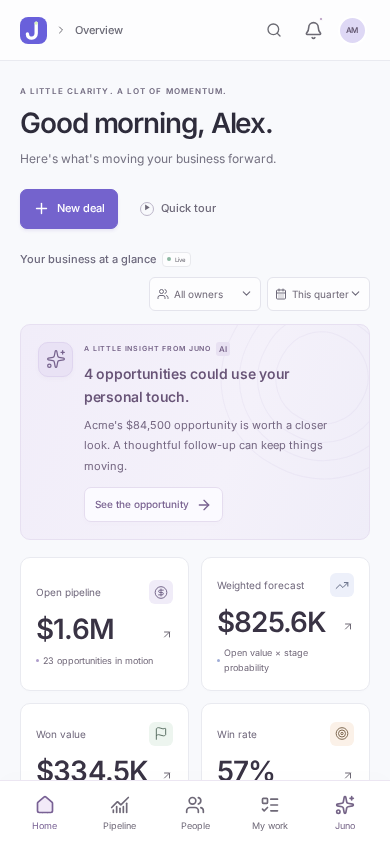 J
Overview
AM
A LITTLE CLARITY. A LOT OF MOMENTUM.
Good morning, Alex.
Here's what's moving your business forward.
New deal
Quick tour
Your business at a glance
Live
All owners
This quarter
A LITTLE INSIGHT FROM JUNO
AI
4 opportunities could use your
personal touch.
Acme's $84,500 opportunity is worth a closer
look. A thoughtful follow-up can keep things
moving.
See the opportunity
Open pipeline
$1.6M
23 opportunities in motion
Weighted forecast
$825.6K
Open value × stage
probability
Won value
$334.5K
Win rate
57%
Home
Pipeline
People
My work
Juno